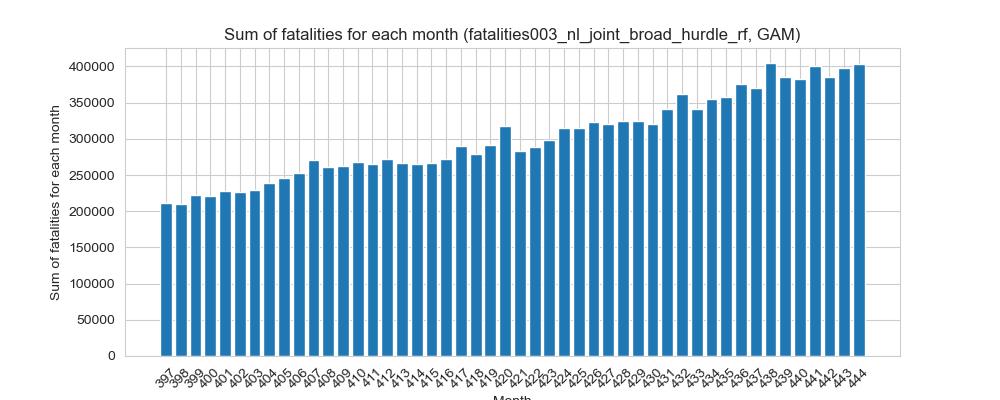 Sum of fatalities for each month (fatalities003_nl_joint_broad_hurdle_rf, GAM)
Sum of fatalities for each month
400000
350000
300000
250000
200000
150000
100000
50000
0
397 398 399 400 401 402 403 404 405 406 407 408 409 410 411 412 413 414 415 416 417 418 419 420 421 422 423 424 425 426 427 428 429 430 431 432 433 434 435 436 437 438 439 440 441 442 443 444
Month